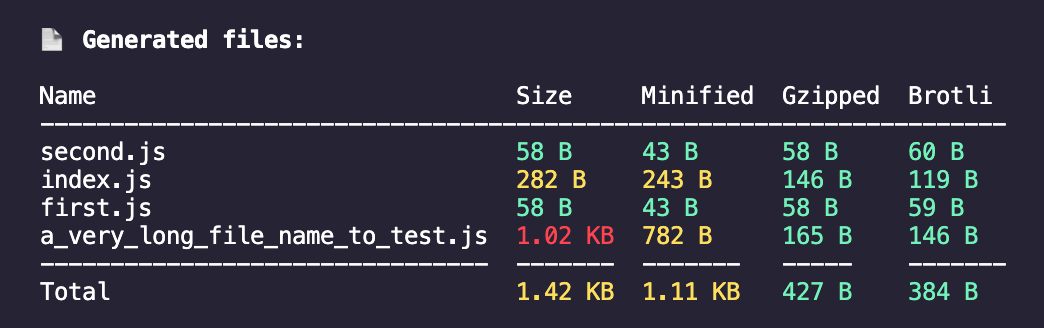 Generated files:
Name Size Minified Gzipped Brotli
---------------------------------------------------------------------
second.js 58 B 43 B 58 B 60 B
index.js 282 B 243 B 146 B 119 B
first.js 58 B 43 B 58 B 59 B
a_very_long_file_name_to_test.js 1.02 KB 782 B 165 B 146 B
-------------------------------- ------- ------- ----- -------
Total 1.42 KB 1.11 KB 427 B 384 B